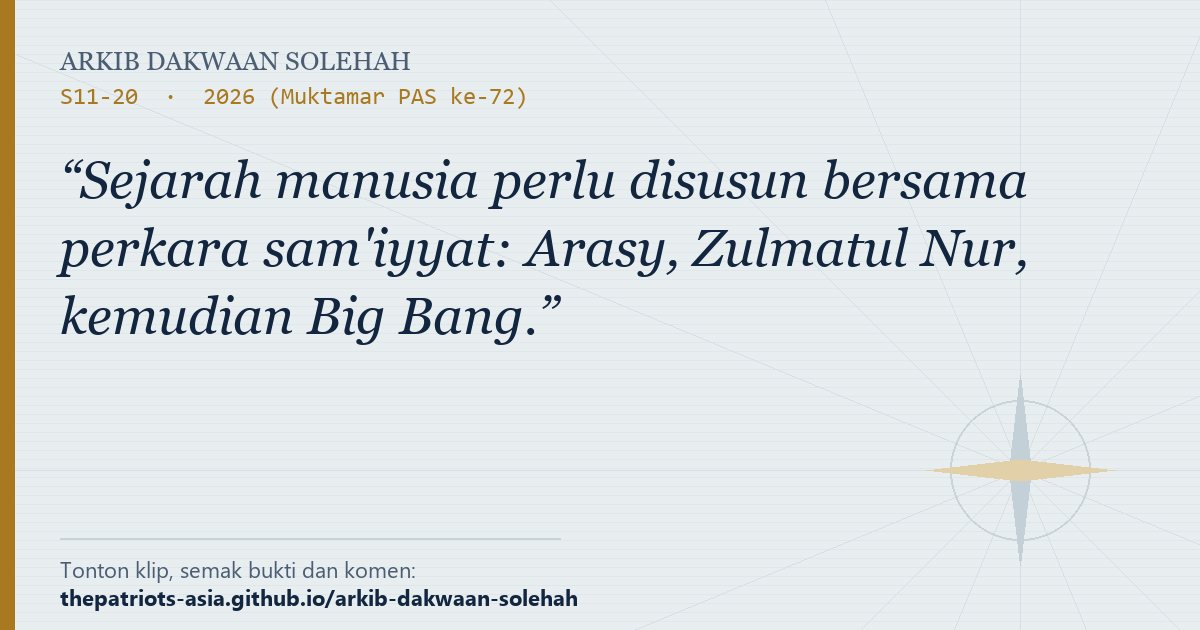 ARKIB DAKWAAN SOLEHAH
S11-20 · 2026 (Muktamar PAS ke-72)
“Sejarah manusia perlu disusun bersama
perkara sam'iyyat: Arasy, Zulmatul Nur,
kemudian Big Bang.”
Tonton klip, semak bukti dan komen:
thepatriots-asia.github.io/arkib-dakwaan-solehah